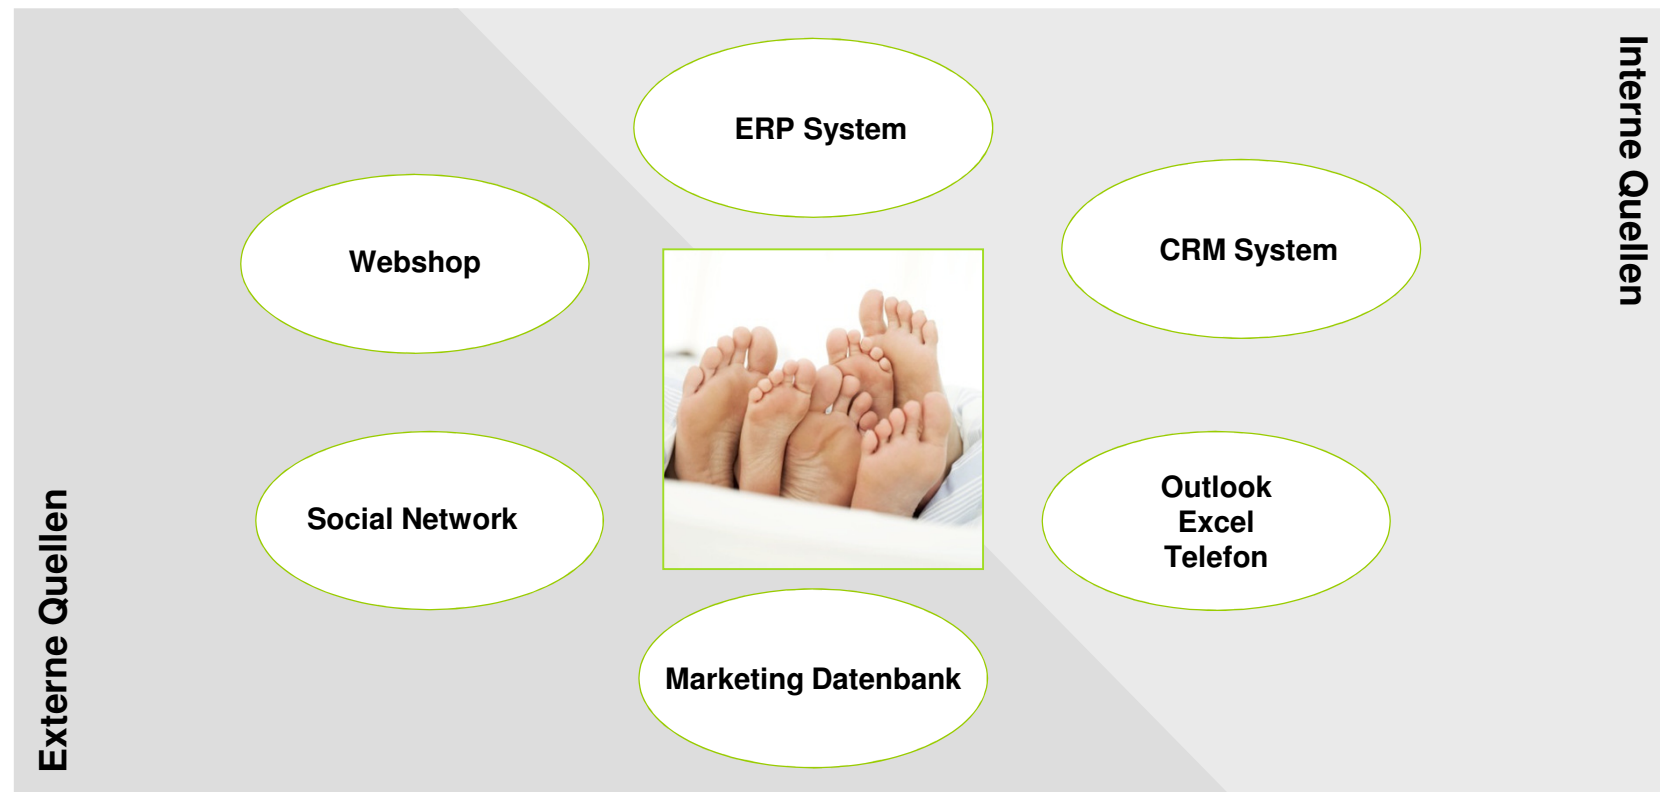 Interne Quellen
ERP System
Webshop
CRM System
Social Network
Outlook
Excel
Telefon
Marketing Datenbank
Externe Quellen